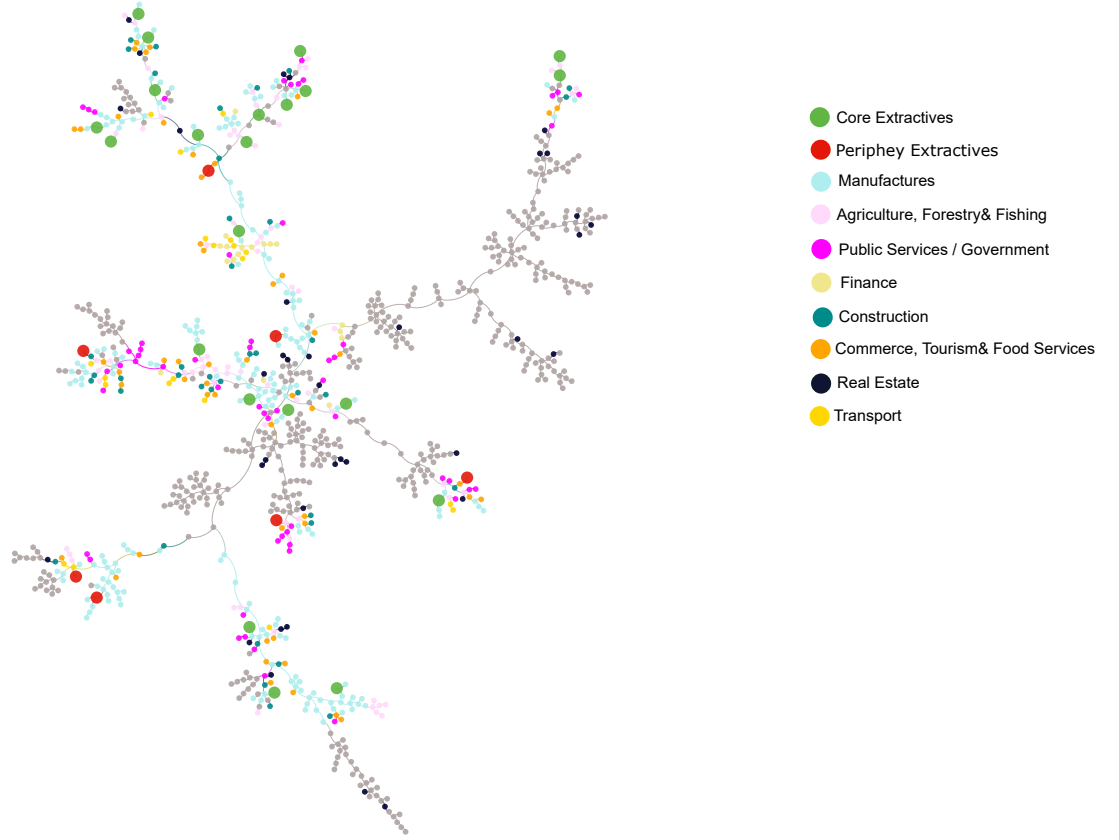 Core Extractives
Periphey Extractives
Manufactures
Agriculture, Forestry& Fishing
Public Services / Government
Finance
Construction
Commerce, Tourism& Food Services
Real Estate
Transport